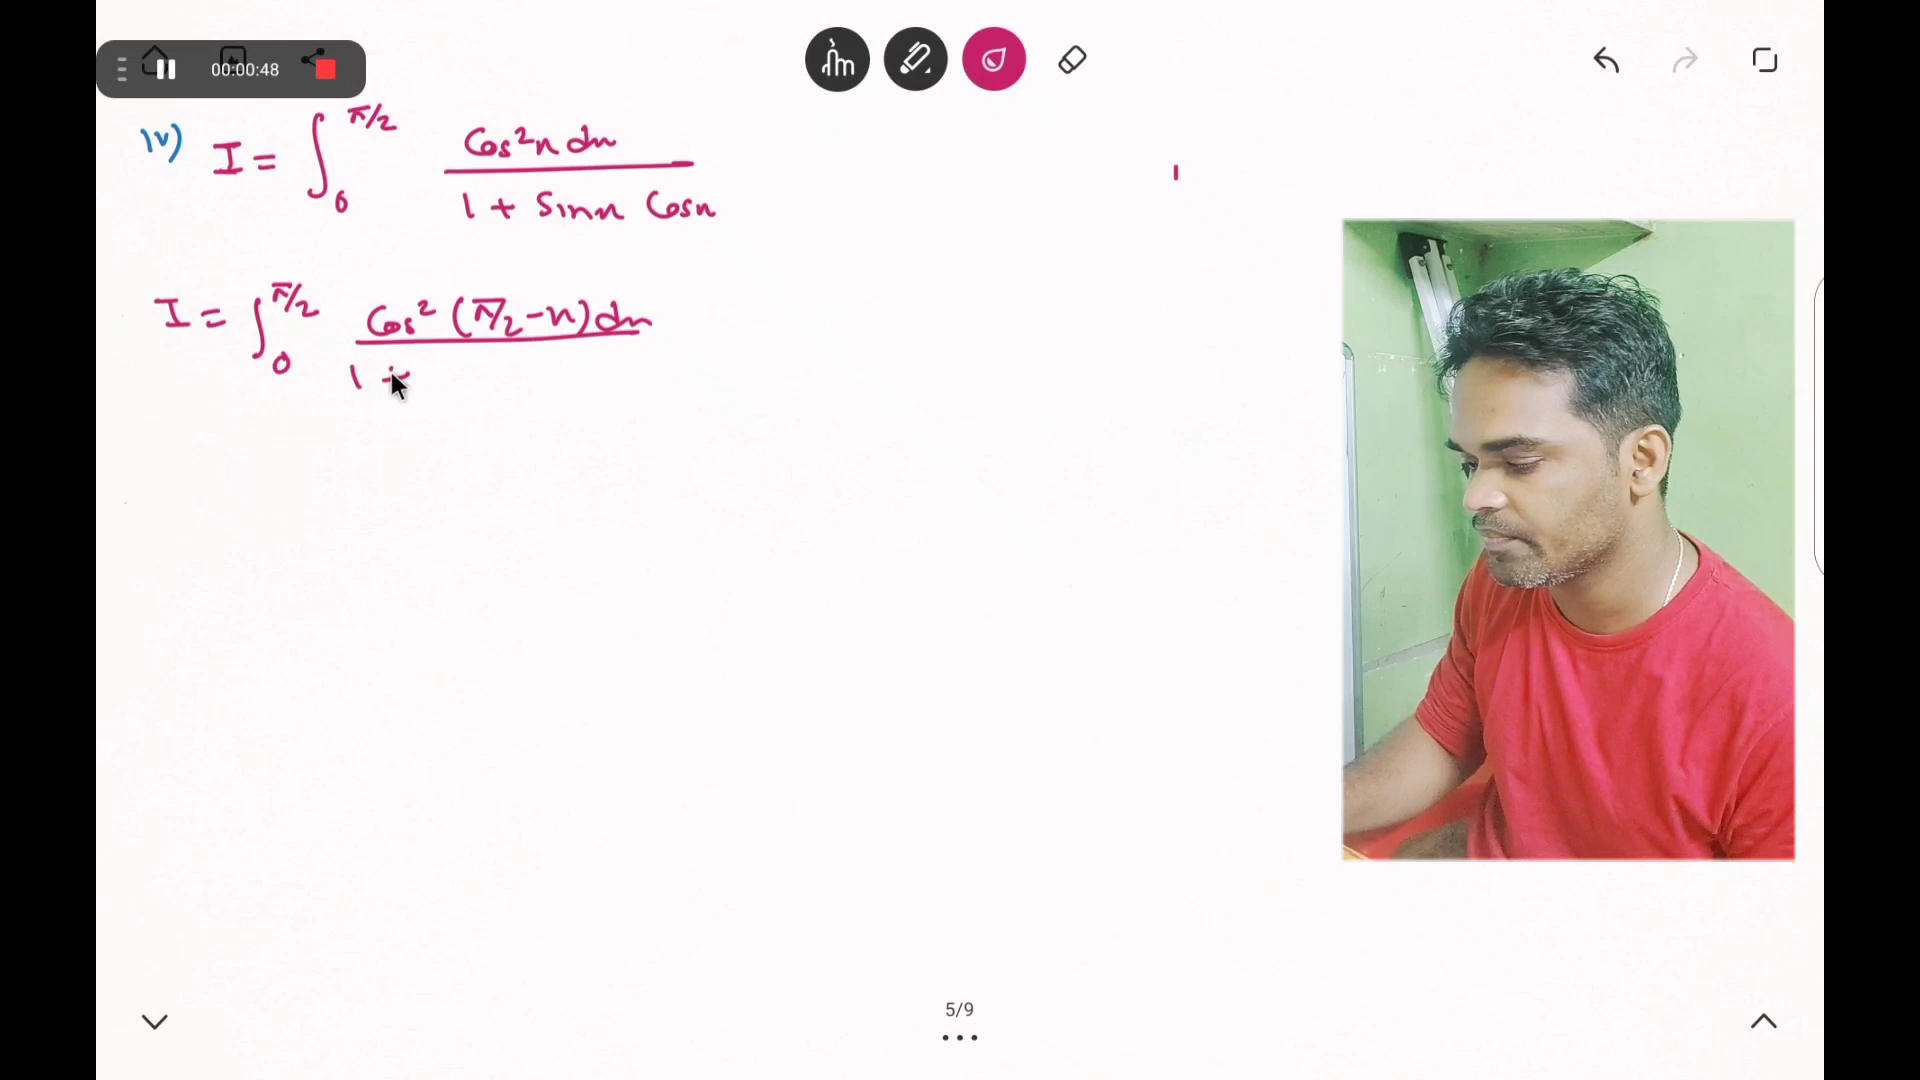 00:00:48
iv) I = ∫₀^π/2 Cos²x dx / 1 + Sinx Cosx
I = ∫₀^π/2 Cos² (π/2 - x) dx / 1 +
5/9